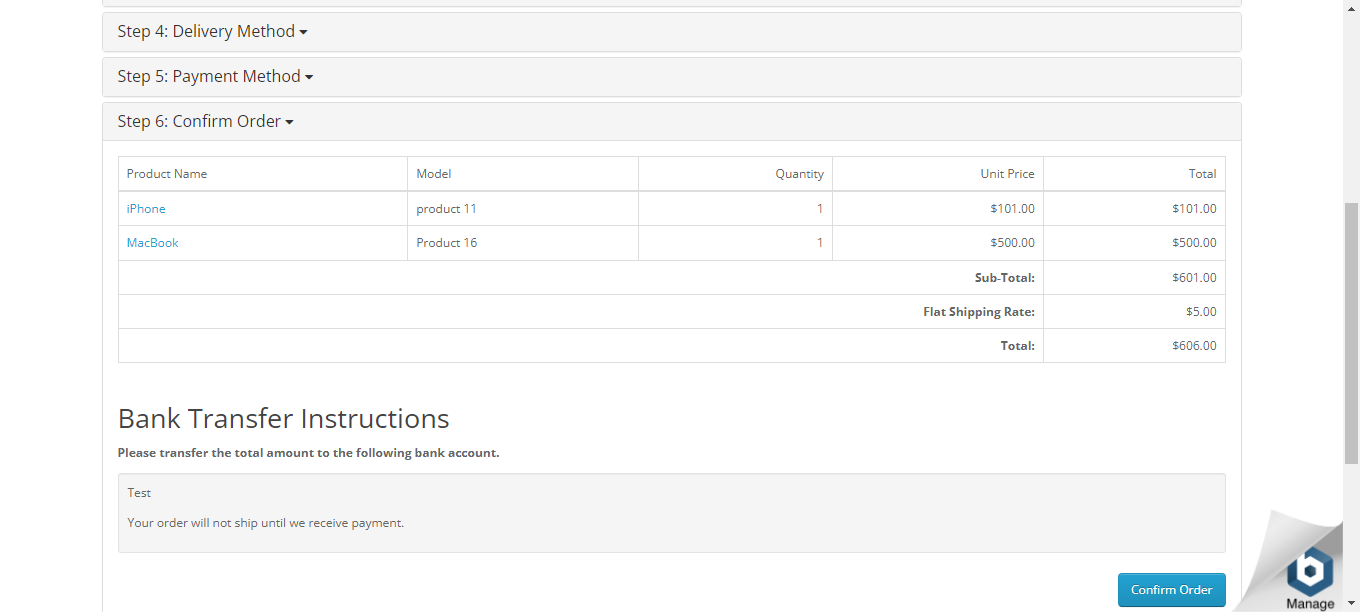 Step 4: Delivery Method
Step 5: Payment Method
Step 6: Confirm Order
Product Name Model Quantity Unit Price Total
iPhone product 11 1 $101.00 $101.00
MacBook Product 16 1 $500.00 $500.00
Sub-Total: $601.00
Flat Shipping Rate: $5.00
Total: $606.00
Bank Transfer Instructions
Please transfer the total amount to the following bank account.
Test
Your order will not ship until we receive payment.
Confirm Order
b
Manage